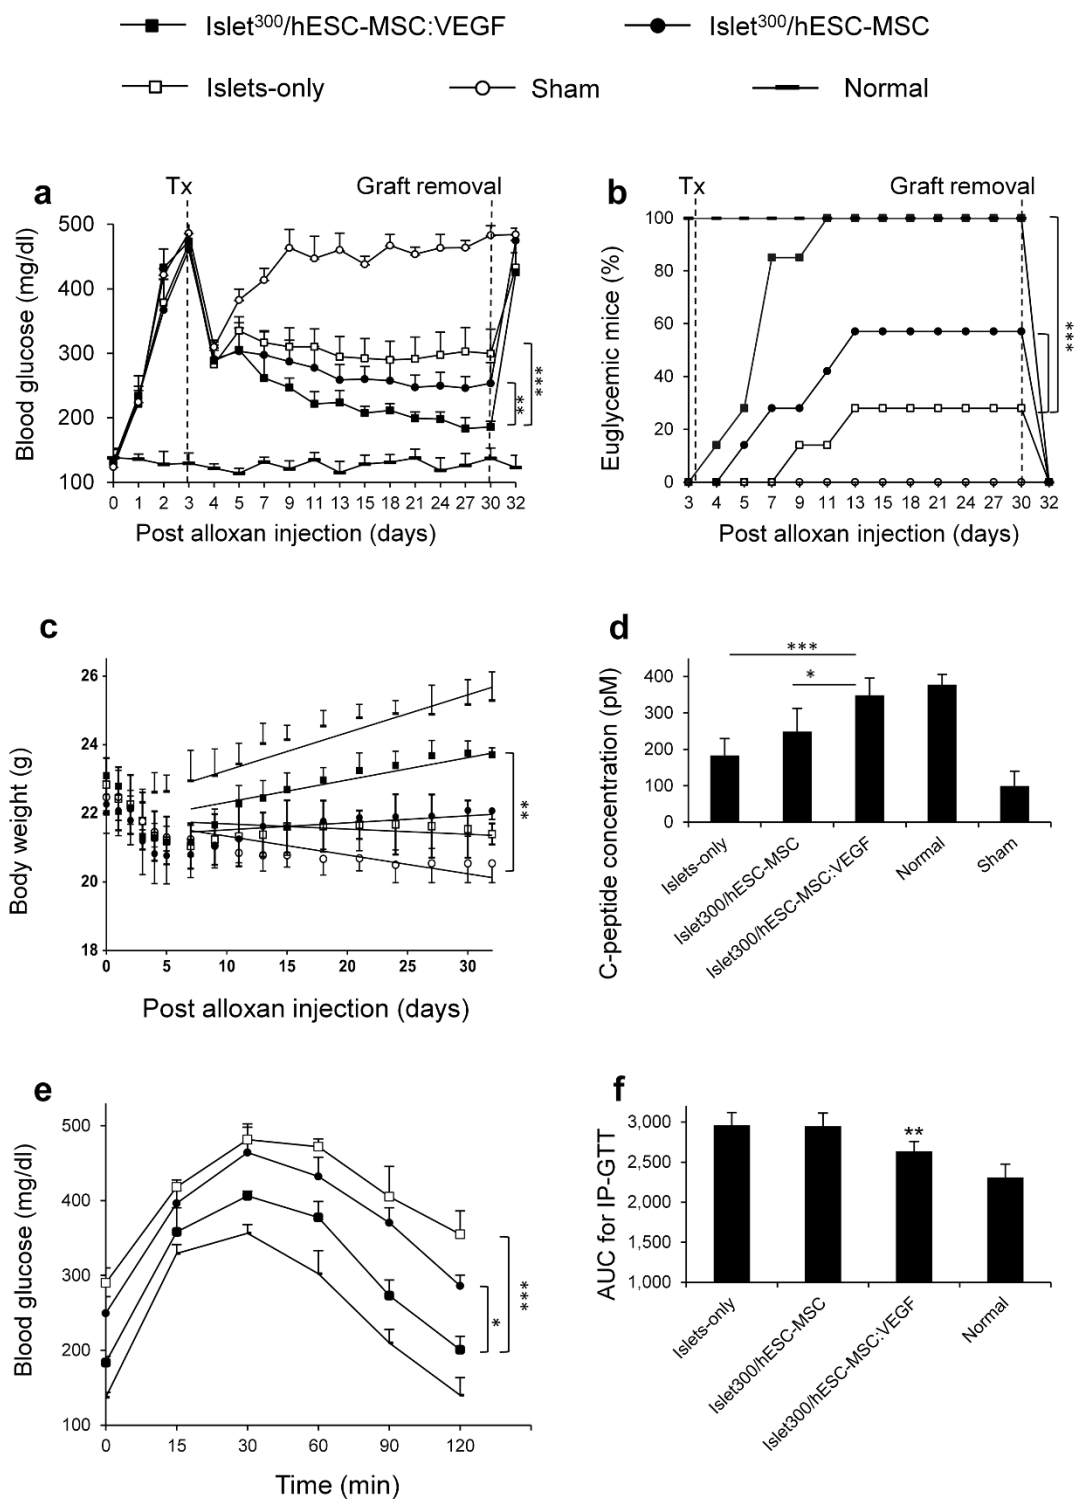 Islet³⁰⁰/hESC-MSC:VEGF
Islet³⁰⁰/hESC-MSC
Islets-only
Sham
Normal
a
Tx
Graft removal
Blood glucose (mg/dl)
500
400
300
200
100
0 1 2 3 4 5 7 9 11 13 15 18 21 24 27 30 32
Post alloxan injection (days)
**
***
b
Tx
Graft removal
Euglycemic mice (%)
100
80
60
40
20
0
3 4 5 7 9 11 13 15 18 21 24 27 30 32
Post alloxan injection (days)
***
c
Body weight (g)
26
24
22
20
18
0 5 10 15 20 25 30
Post alloxan injection (days)
**
d
C-peptide concentration (pM)
400
300
200
100
0
***
*
Islets-only
Islet300/hESC-MSC
Islet300/hESC-MSC:VEGF
Normal
Sham
e
Blood glucose (mg/dl)
500
400
300
200
100
0 15 30 60 90 120
Time (min)
*
***
f
AUC for IP-GTT
3,000
2,500
2,000
1,500
1,000
**
Islets-only
Islet300/hESC-MSC
Islet300/hESC-MSC:VEGF
Normal